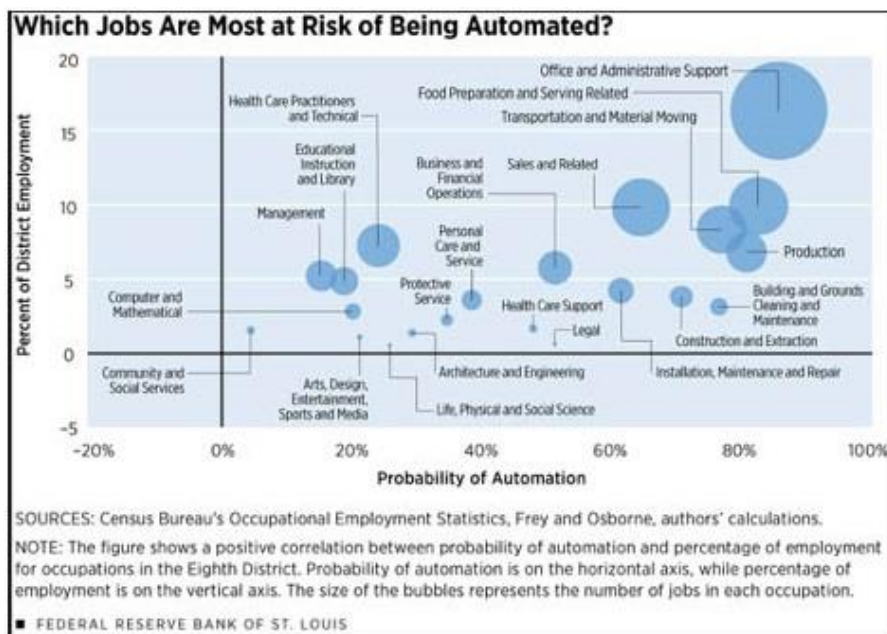 Which Jobs Are Most at Risk of Being Automated?
20
15
10
5
0
−5
Percent of District Employment
Office and Administrative Support
Food Preparation and Serving Related
Transportation and Material Moving
Health Care Practitioners
and Technical
Educational
Instruction
and Library
Business and
Financial
Operations
Sales and Related
Management
Personal
Care and
Service
Production
Computer and
Mathematical
Protective
Service
Health Care Support
Building and Grounds
Cleaning and
Maintenance
Legal
Construction and Extraction
Community and
Social Services
Arts, Design,
Entertainment,
Sports and Media
Architecture and Engineering
Installation, Maintenance and Repair
Life, Physical and Social Science
−20%
0%
20%
40%
60%
80%
100%
Probability of Automation
SOURCES: Census Bureau's Occupational Employment Statistics, Frey and Osborne, authors' calculations.
NOTE: The figure shows a positive correlation between probability of automation and percentage of employment
for occupations in the Eighth District. Probability of automation is on the horizontal axis, while percentage of
employment is on the vertical axis. The size of the bubbles represents the number of jobs in each occupation.
■ FEDERAL RESERVE BANK OF ST. LOUIS